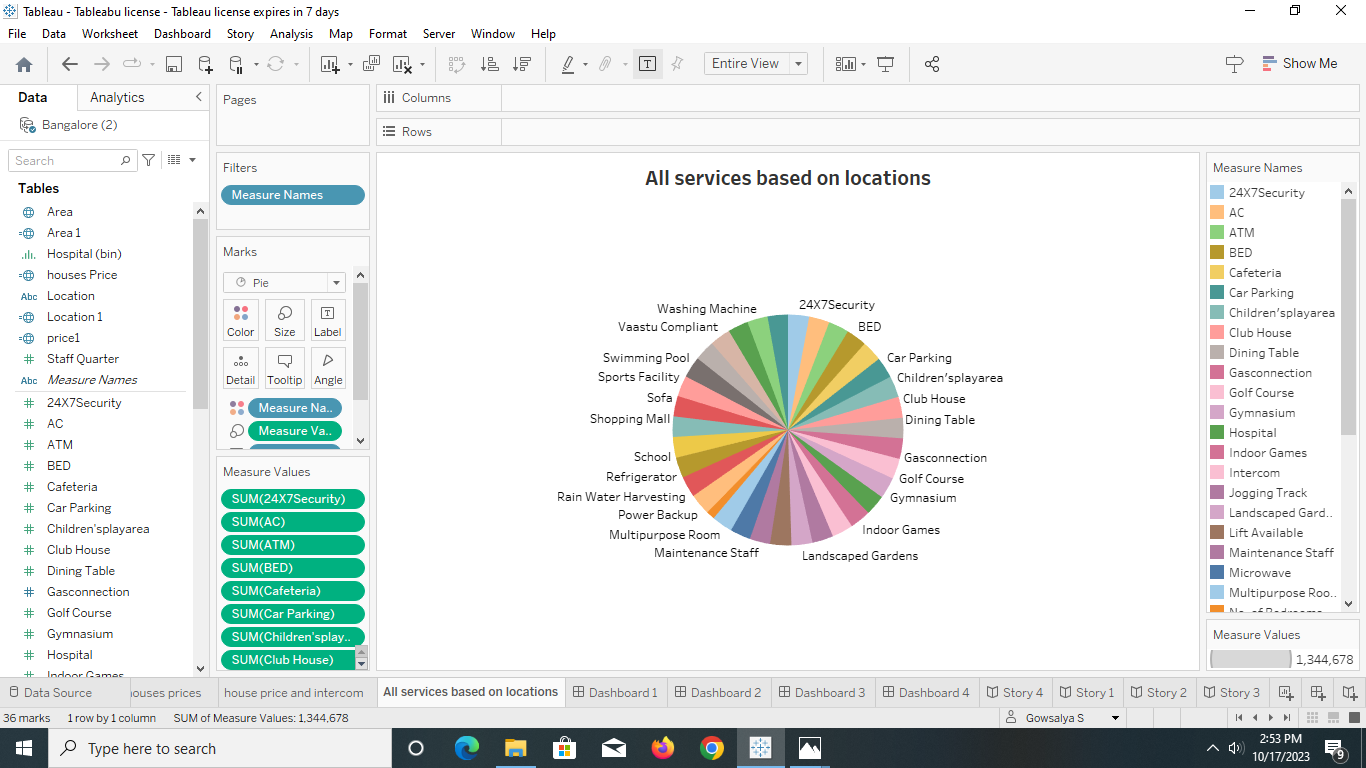 Tableau - Tableabu license - Tableau license expires in 7 days
File Data Worksheet Dashboard Story Analysis Map Format Server Window Help
Entire View
Show Me
Data Analytics
Bangalore (2)
Search
Tables
Area
Area 1
Hospital (bin)
houses Price
Abc Location
Location 1
price1
Staff Quarter
Abc Measure Names
24X7Security
AC
ATM
BED
Cafeteria
Car Parking
Children'splayarea
Club House
Dining Table
Gasconnection
Golf Course
Gymnasium
Hospital
Indoor Games
Pages
Filters
Measure Names
Marks
Pie
Color Size Label
Detail Tooltip Angle
Measure Na..
Measure Va..
Measure Values
SUM(24X7Security)
SUM(AC)
SUM(ATM)
SUM(BED)
SUM(Cafeteria)
SUM(Car Parking)
SUM(Children'splay..
SUM(Club House)
Columns
Rows
All services based on locations
24X7Security
BED
Car Parking
Children'splayarea
Club House
Dining Table
Gasconnection
Golf Course
Gymnasium
Indoor Games
Landscaped Gardens
Maintenance Staff
Multipurpose Room
Power Backup
Rain Water Harvesting
Refrigerator
School
Shopping Mall
Sofa
Sports Facility
Swimming Pool
Vaastu Compliant
Washing Machine
Measure Names
24X7Security
AC
ATM
BED
Cafeteria
Car Parking
Children'splayarea
Club House
Dining Table
Gasconnection
Golf Course
Gymnasium
Hospital
Indoor Games
Intercom
Jogging Track
Landscaped Gard..
Lift Available
Maintenance Staff
Microwave
Multipurpose Roo..
No. of Bedrooms
Measure Values
1,344,678
Data Source
houses prices
house price and intercom
All services based on locations
Dashboard 1
Dashboard 2
Dashboard 3
Dashboard 4
Story 4
Story 1
Story 2
Story 3
36 marks 1 row by 1 column SUM of Measure Values: 1,344,678
Gowsalya S
Type here to search
2:53 PM
10/17/2023
9